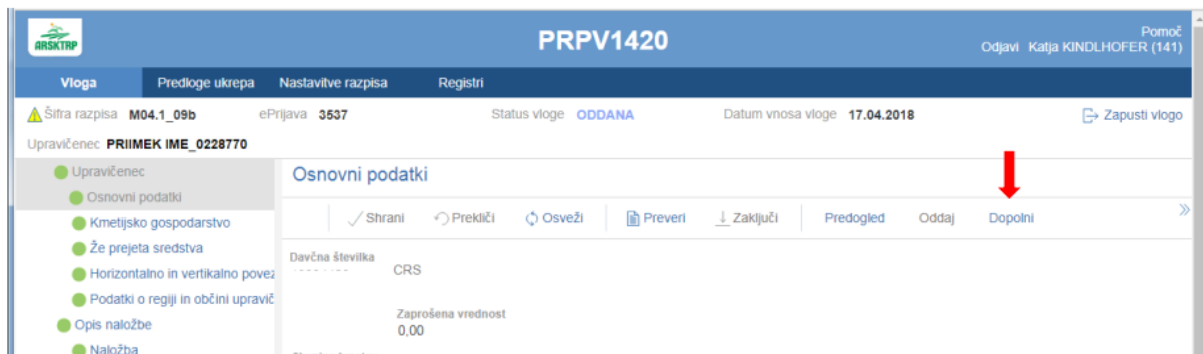 ARSKTRP
PRPV1420
Pomoč
Odjavi Katja KINDLHOFER (141)
Vloga Predloge ukrepa Nastavitve razpisa Registri
Šifra razpisa M04.1_09b ePrijava 3537 Status vloge ODDANA Datum vnosa vloge 17.04.2018 Zapusti vlogo
Upravičenec PRIIMEK IME_0228770
Upravičenec
Osnovni podatki
Kmetijsko gospodarstvo
Že prejeta sredstva
Horizontalno in vertikalno povez
Podatki o regiji in občini upravič
Opis naložbe
Naložba
Osnovni podatki
Shrani Prekliči Osveži Preveri Zaključi Predogled Oddaj Dopolni
Davčna številka
CRS
Zaprošena vrednost
0,00